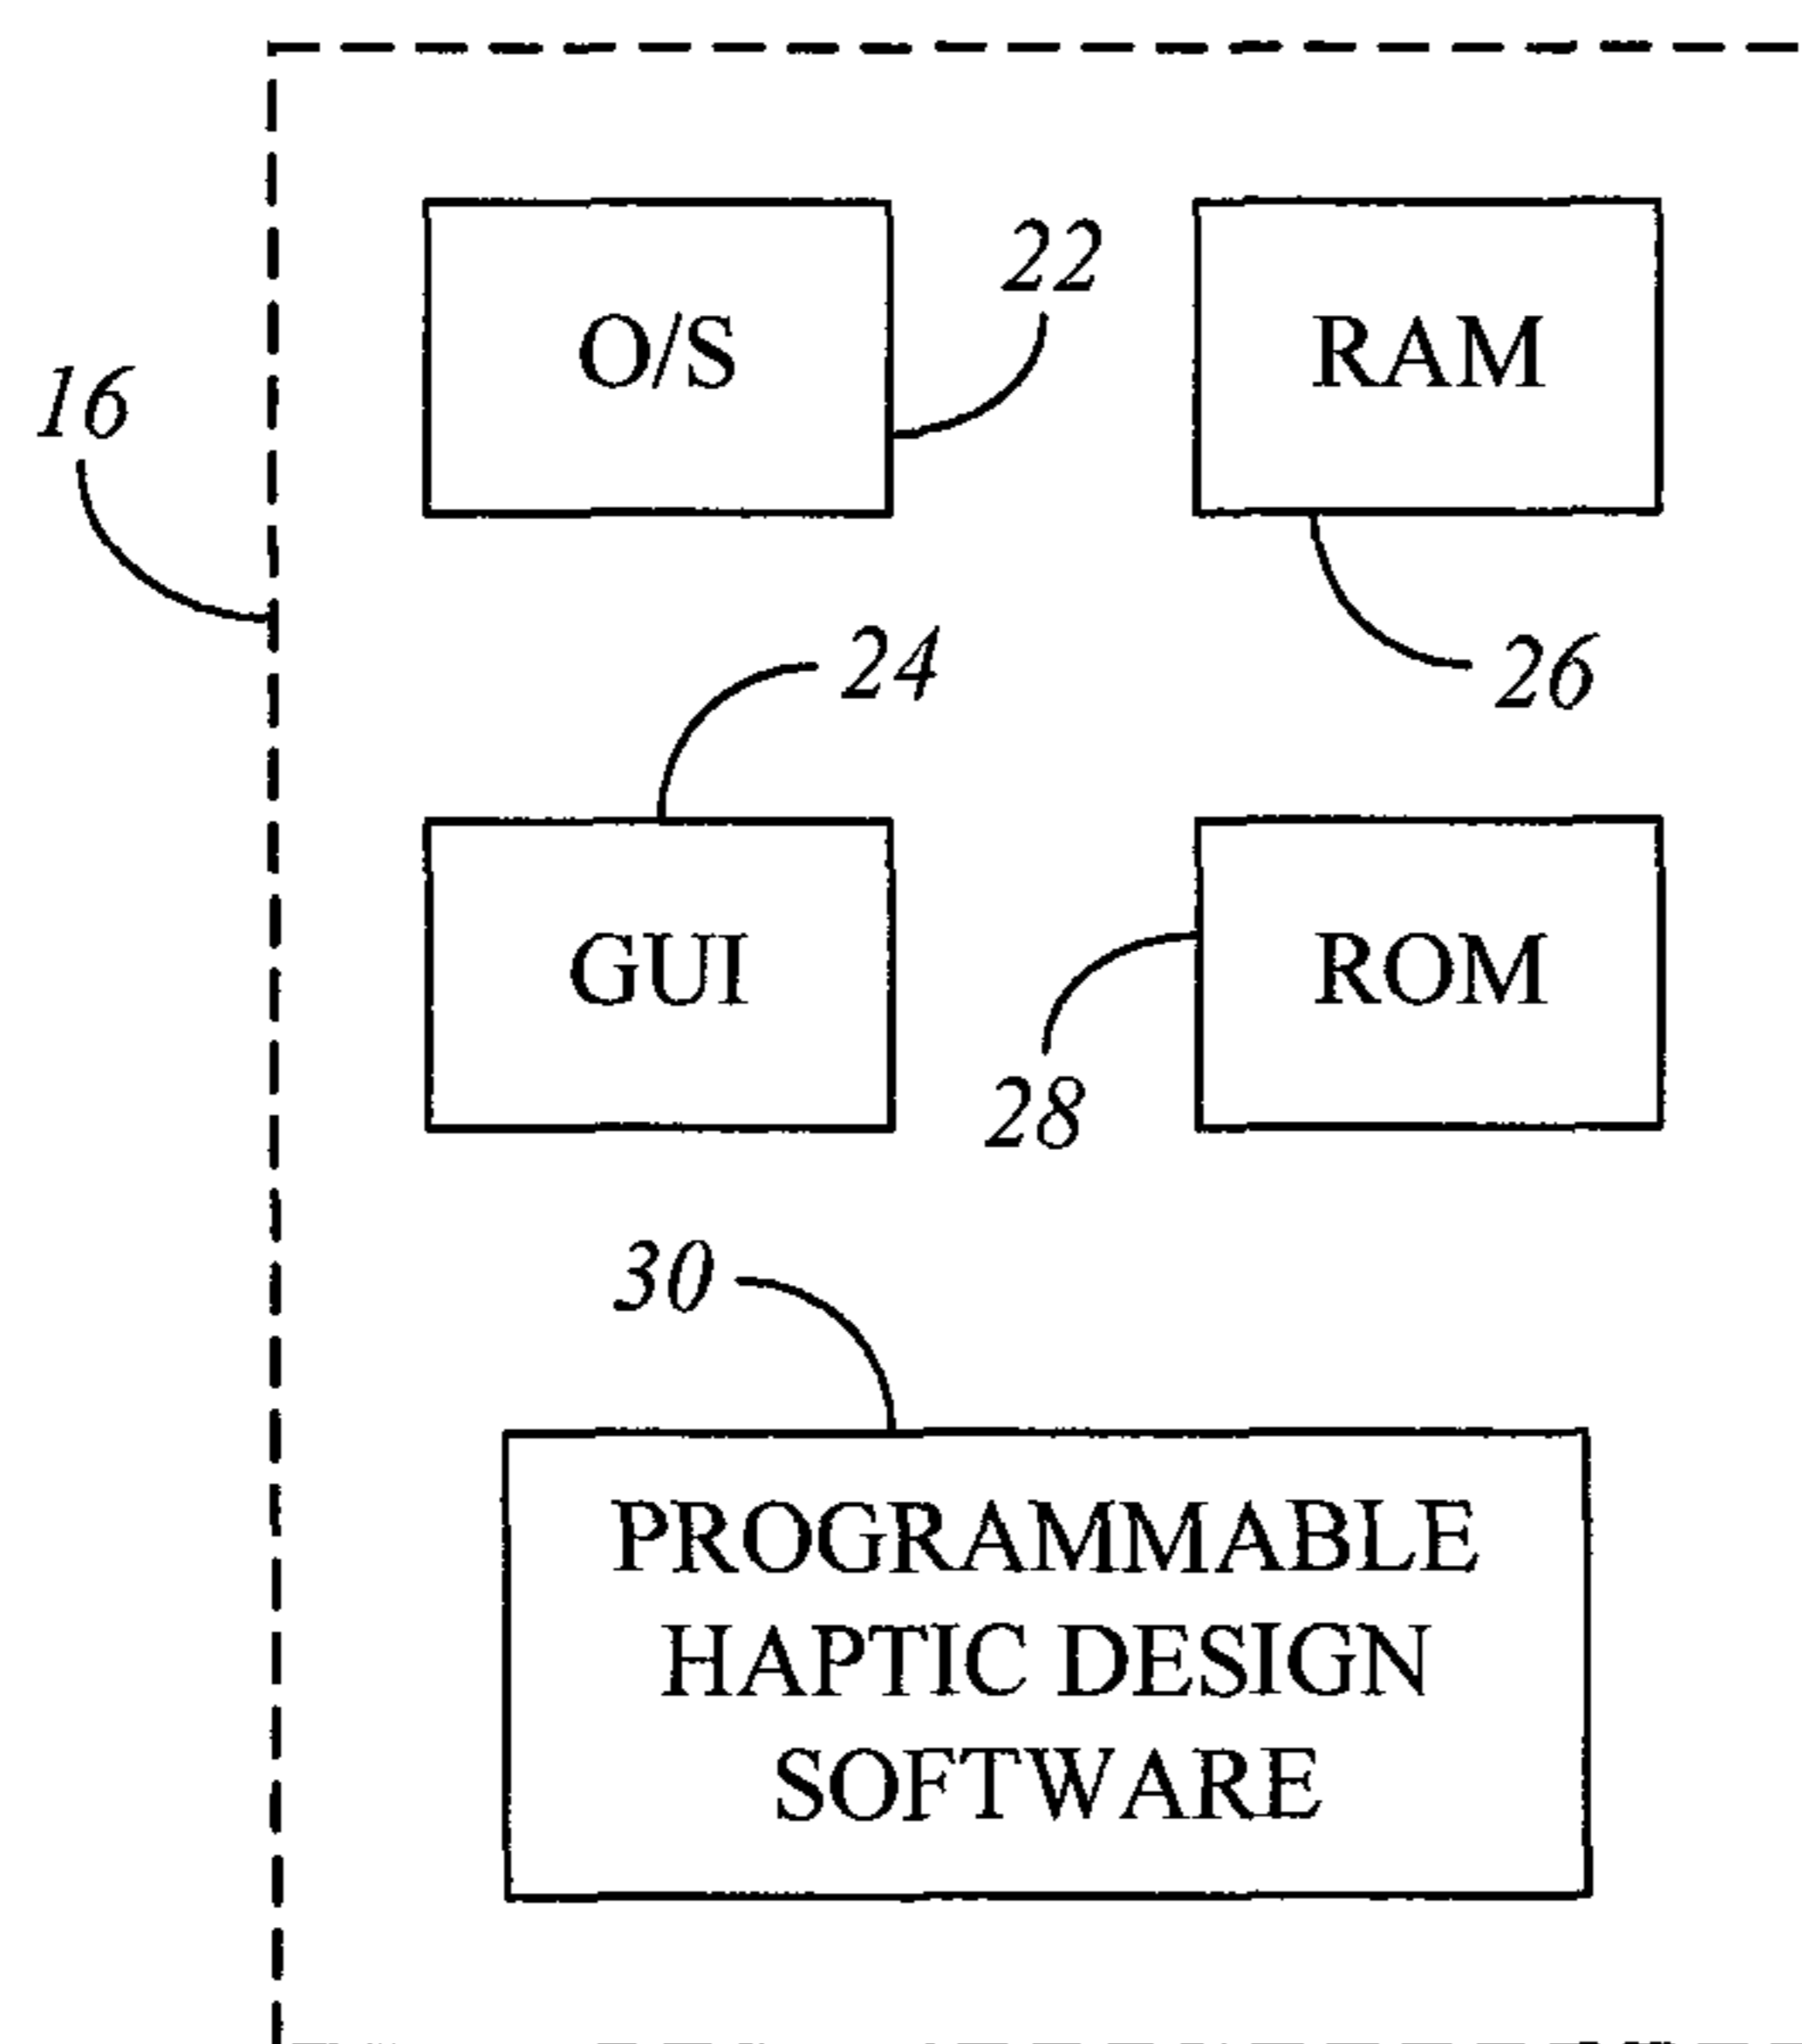 22
O/S
RAM
16
24
26
GUI
ROM
28
30
PROGRAMMABLE
HAPTIC DESIGN
SOFTWARE